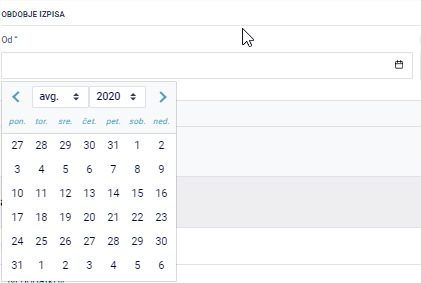 OBDOBJE IZPISA
Od *
avg. 2020
pon. tor. sre. čet. pet. sob. ned.
27 28 29 30 31 1 2
3 4 5 6 7 8 9
10 11 12 13 14 15 16
17 18 19 20 21 22 23
24 25 26 27 28 29 30
31 1 2 3 4 5 6